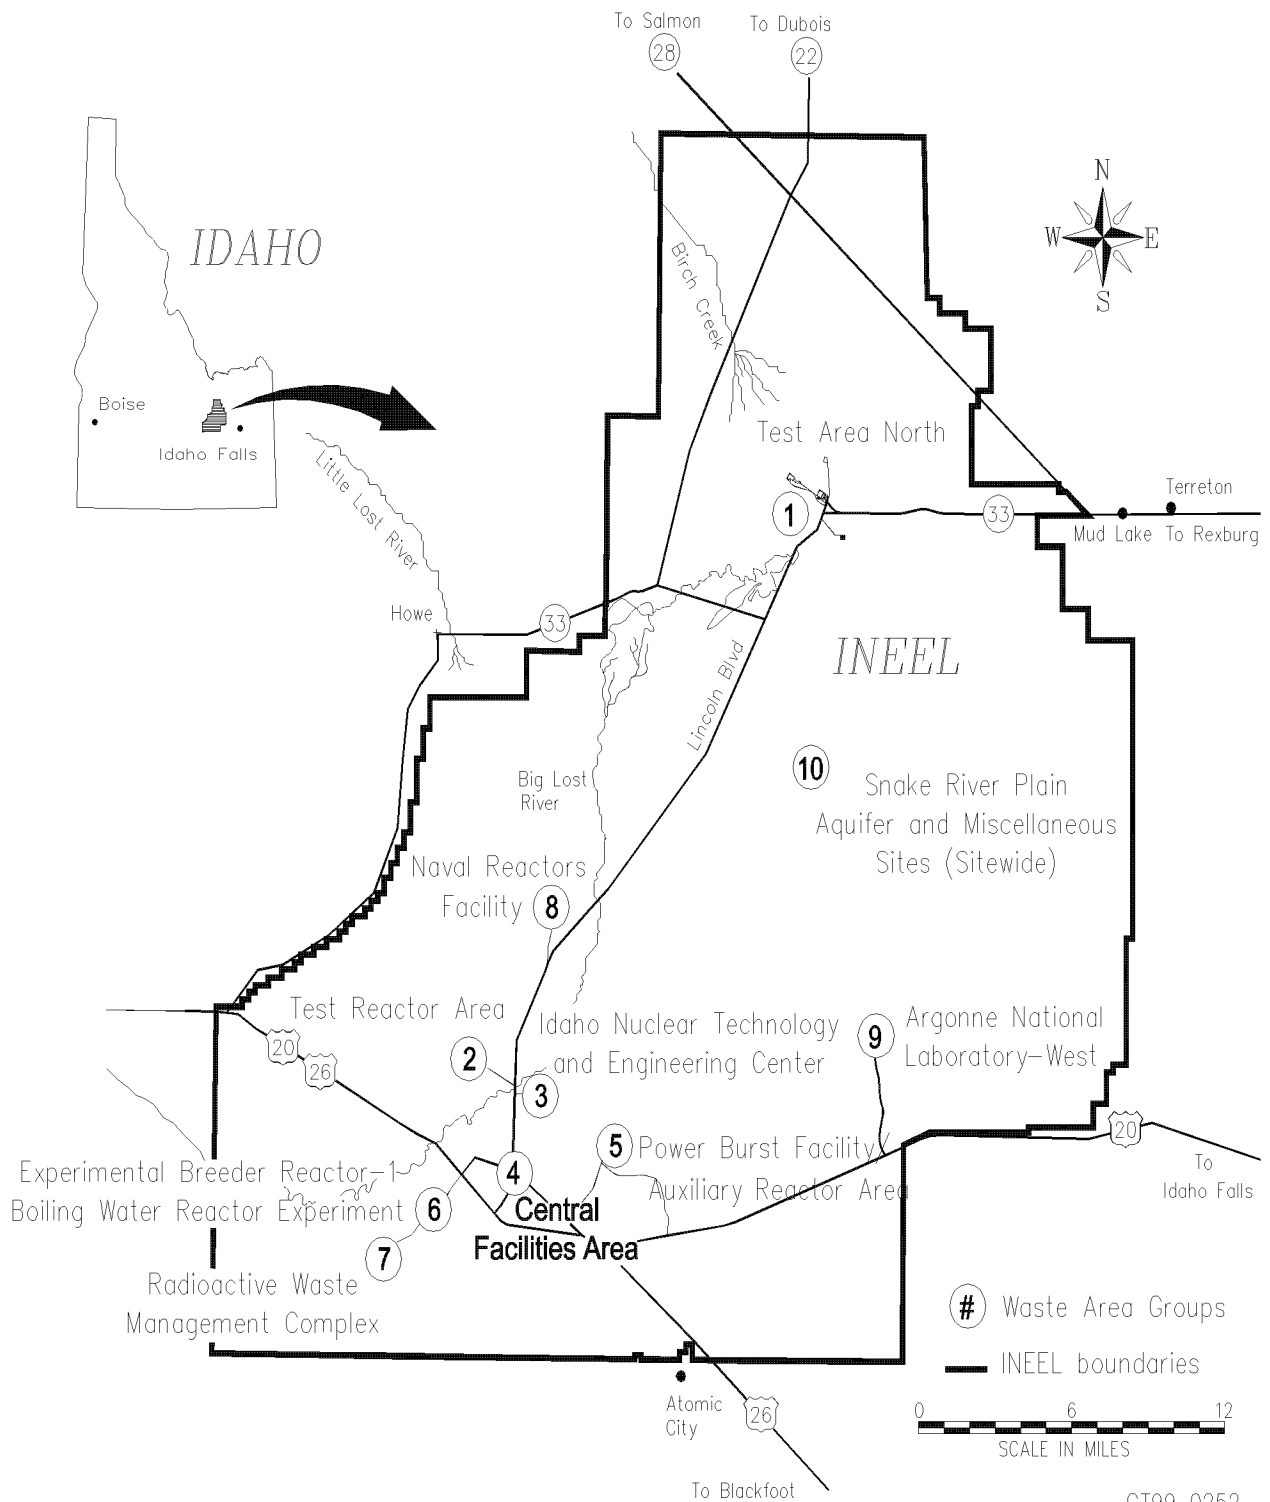 To Salmon
28
To Dubois
22
N
W E
S
IDAHO
Boise
Idaho Falls
Birch Creek
Little Lost River
Test Area North
1
33
Terreton
Mud Lake To Rexburg
Howe
33
INEEL
Lincoln Blvd
10
Big Lost
River
Snake River Plain
Aquifer and Miscellaneous
Sites (Sitewide)
Naval Reactors
Facility 8
Test Reactor Area
20
26
Idaho Nuclear Technology
and Engineering Center
2
3
9
Argonne National
Laboratory-West
20
To
Idaho Falls
5 Power Burst Facility/
Auxiliary Reactor Area
4
Experimental Breeder Reactor-1
Boiling Water Reactor Experiment 6
Central
Facilities Area
7
Radioactive Waste
Management Complex
# Waste Area Groups
INEEL boundaries
0 6 12
SCALE IN MILES
Atomic
City
26
To Blackfoot
GT99 0252